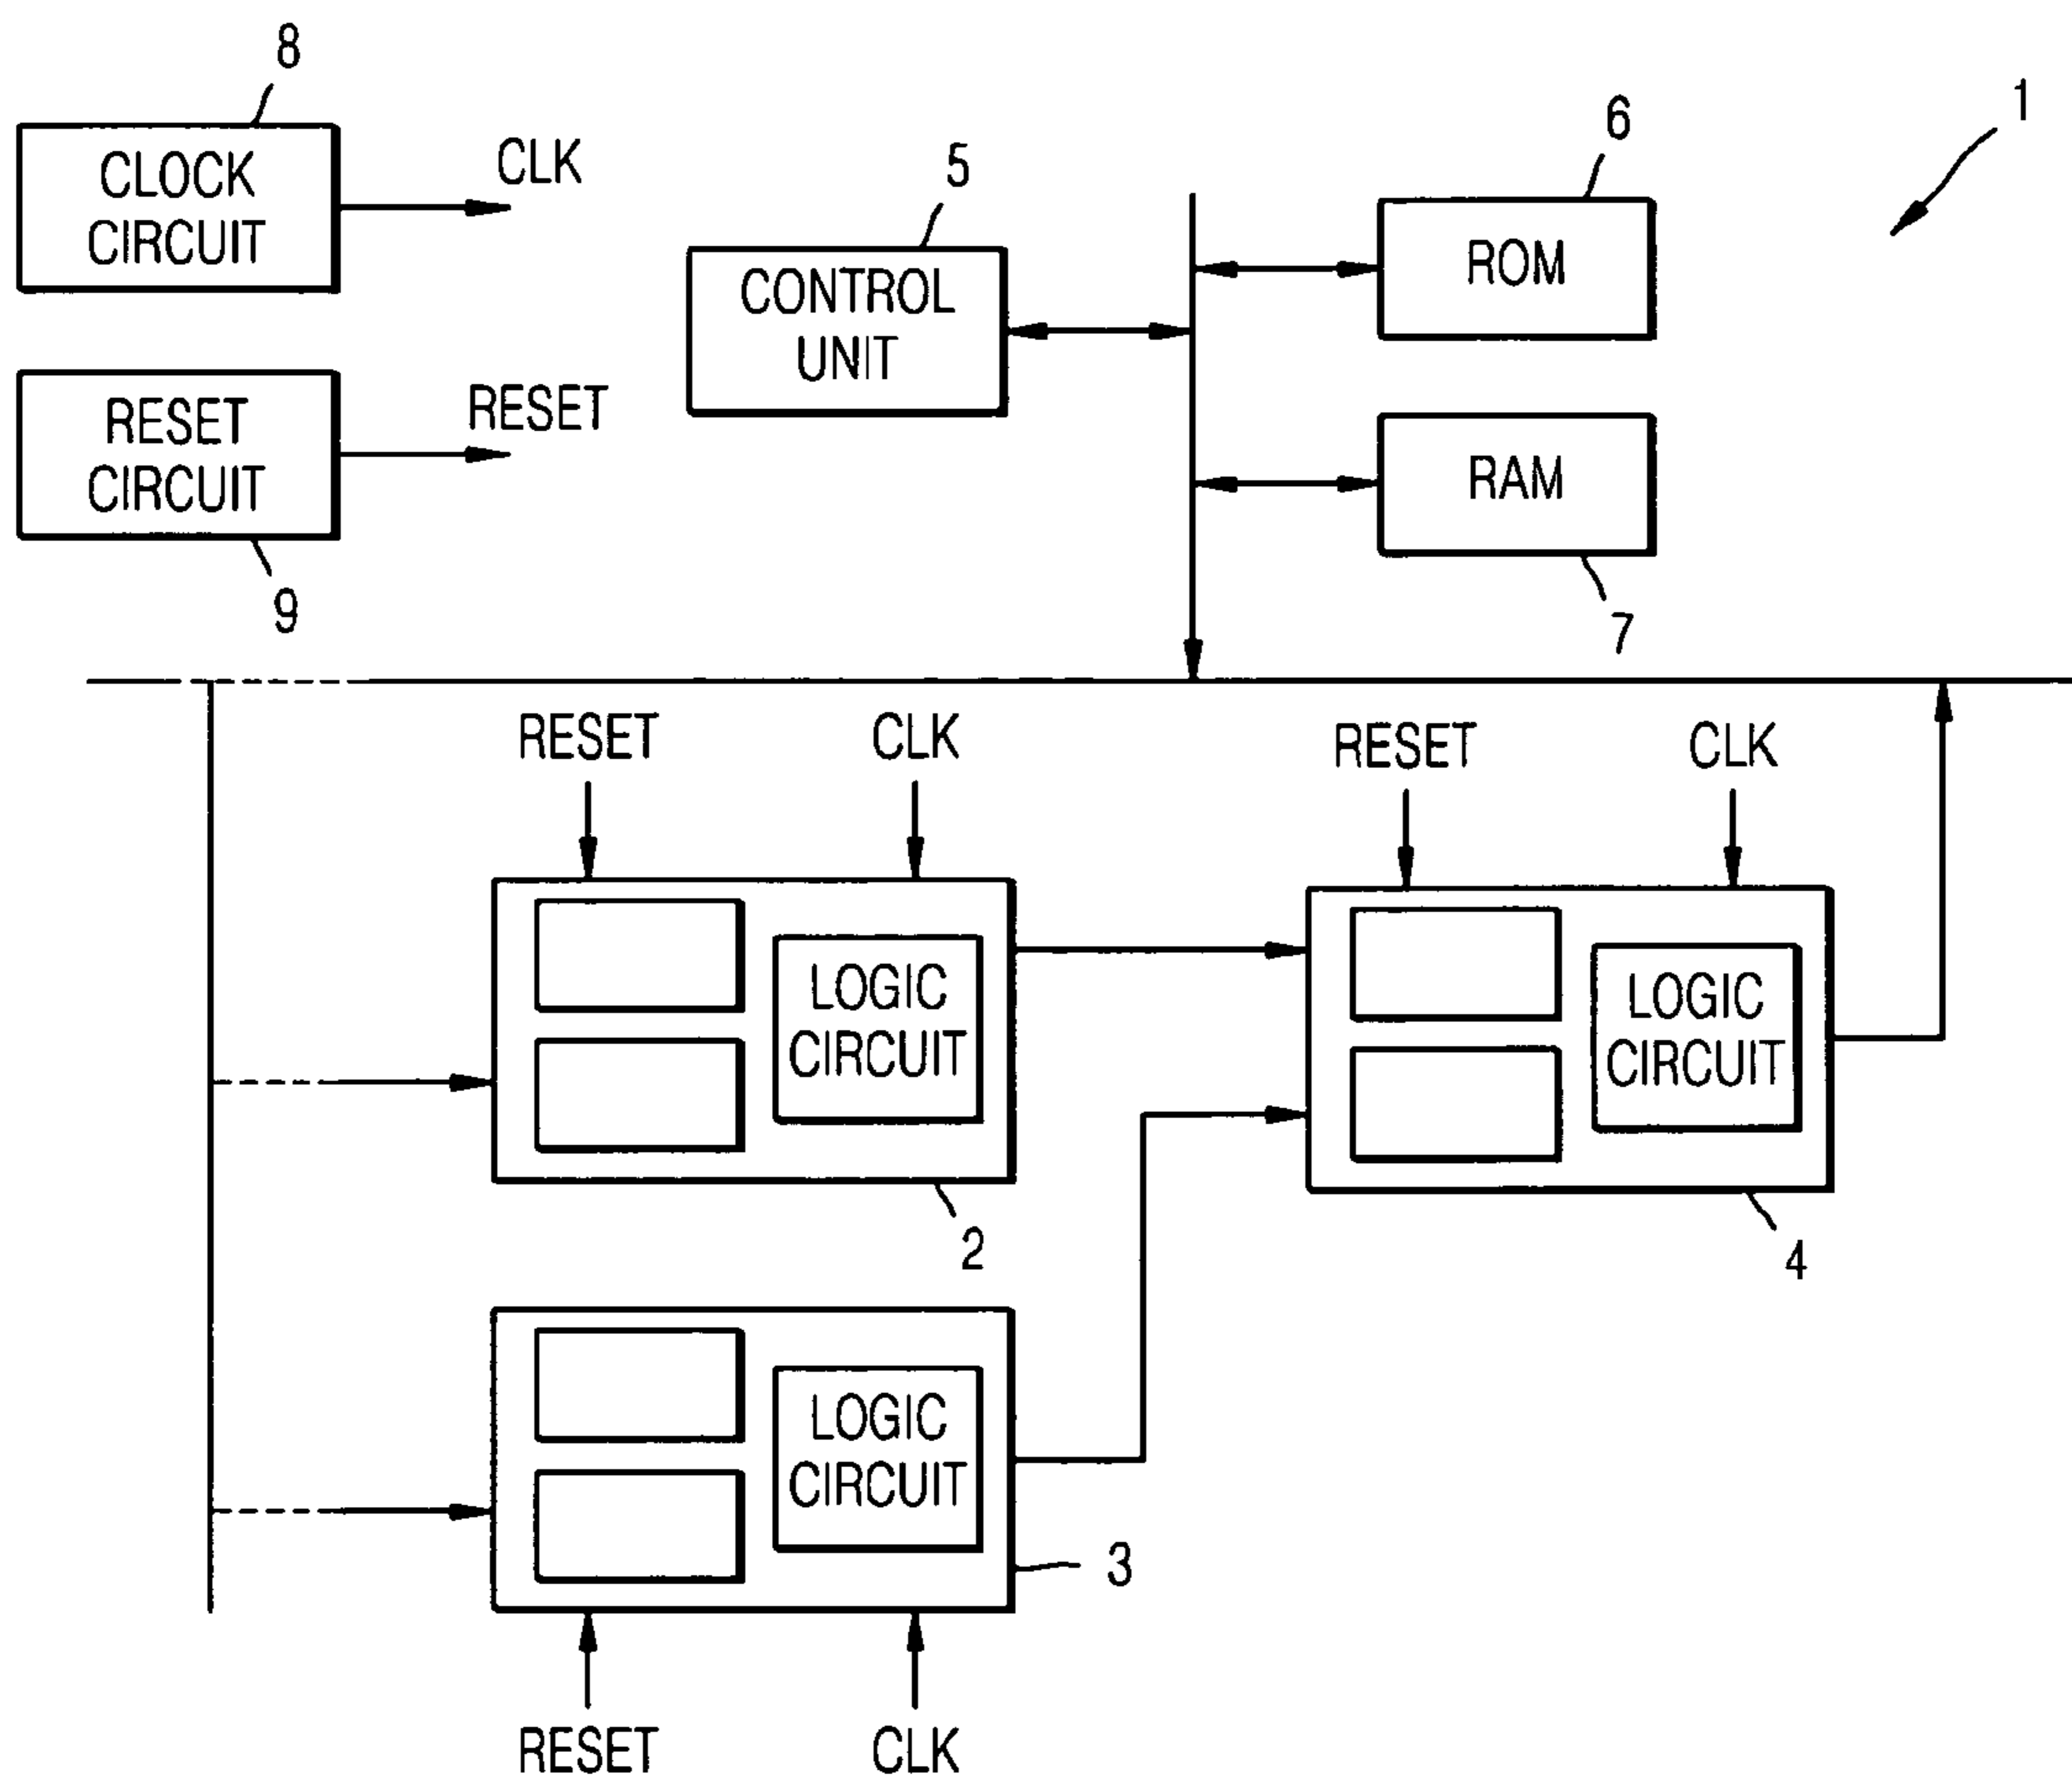 8
1
6
CLOCK
CIRCUIT
CLK
5
ROM
CONTROL
UNIT
RESET
CIRCUIT
RESET
RAM
9
7
RESET
CLK
RESET
CLK
LOGIC
CIRCUIT
LOGIC
CIRCUIT
2
4
LOGIC
CIRCUIT
3
RESET
CLK